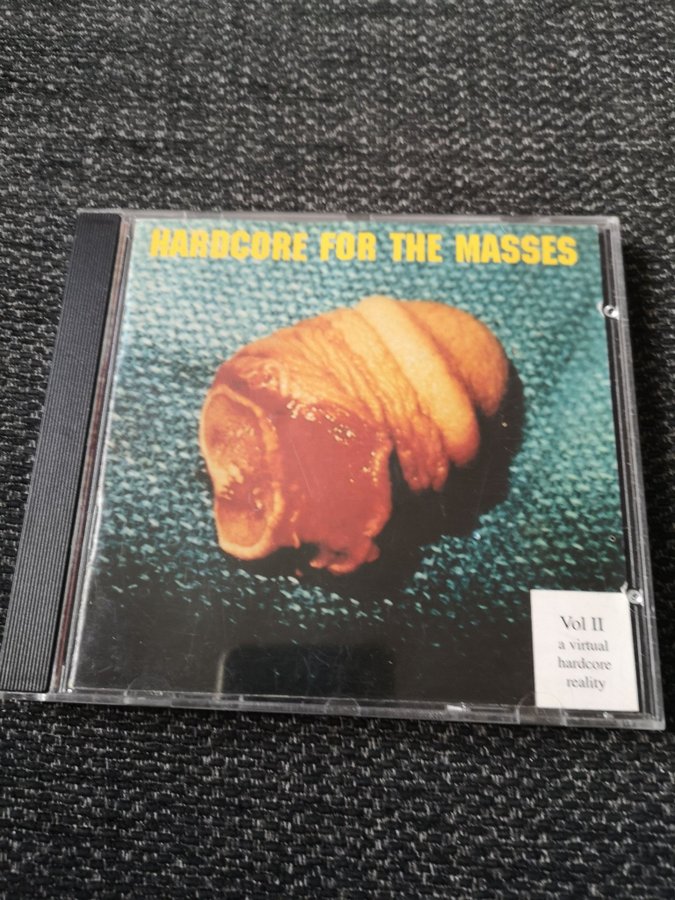 HARDCORE FOR THE MASSES
Vol II
a virtual
hardcore
reality